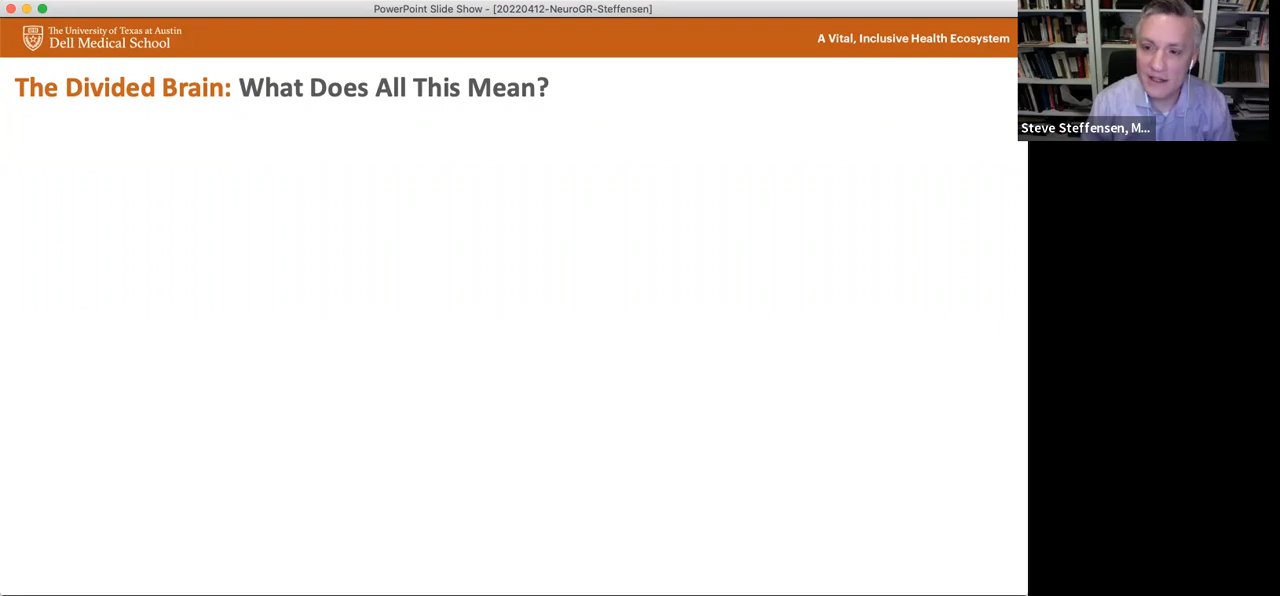 PowerPoint Slide Show - [20220412-NeuroGR-Steffensen]
The University of Texas at Austin
Dell Medical School
A Vital, Inclusive Health Ecosystem
The Divided Brain: What Does All This Mean?
Steve Steffensen, M...